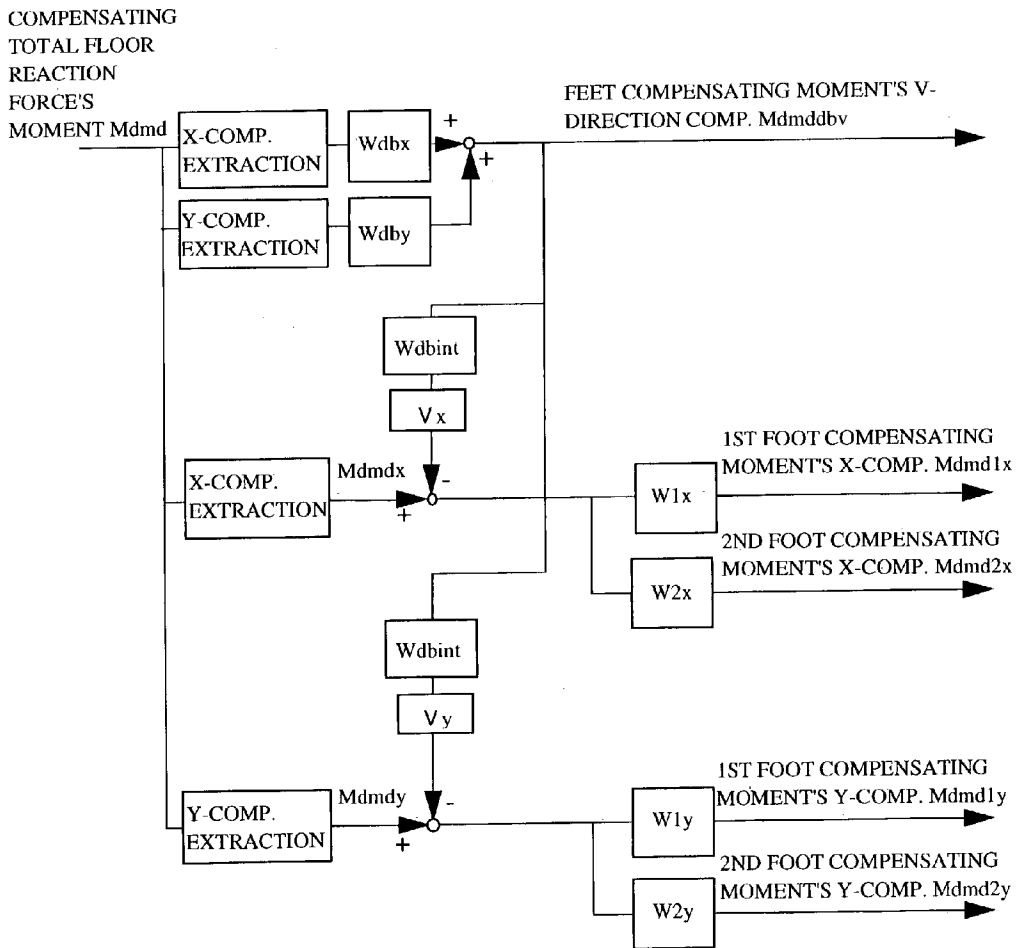 COMPENSATING
TOTAL FLOOR
REACTION
FORCE'S
MOMENT Mdmd
X-COMP.
EXTRACTION
Wdbx
+
+
FEET COMPENSATING MOMENT'S V-
DIRECTION COMP. Mdmddbv
Y-COMP.
EXTRACTION
Wdby
Wdbint
Vx
X-COMP.
EXTRACTION
Mdmdx
-
+
W1x
1ST FOOT COMPENSATING
MOMENT'S X-COMP. Mdmd1x
W2x
2ND FOOT COMPENSATING
MOMENT'S X-COMP. Mdmd2x
Wdbint
Vy
Y-COMP.
EXTRACTION
Mdmdy
-
+
W1y
1ST FOOT COMPENSATING
MOMENT'S Y-COMP. Mdmd1y
W2y
2ND FOOT COMPENSATING
MOMENT'S Y-COMP. Mdmd2y